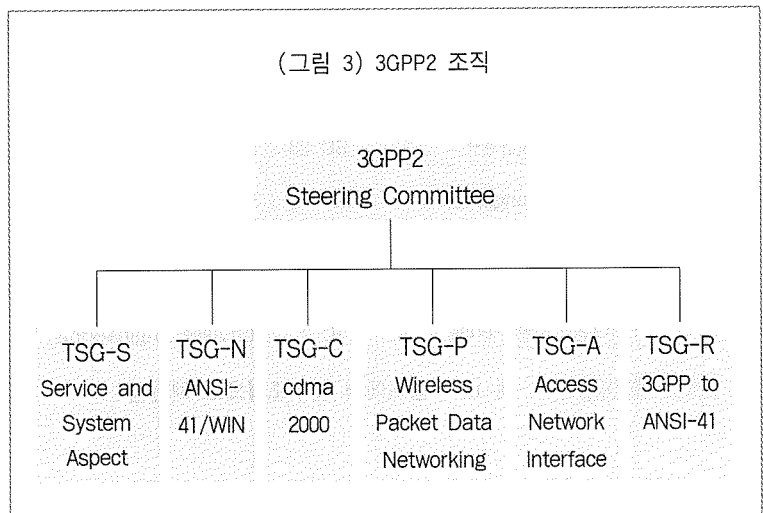 (그림 3) 3GPP2 조직
3GPP2
Steering Committee
TSG-S
Service and
System
Aspect
TSG-N
ANSI-
41/WIN
TSG-C
cdma
2000
TSG-P
Wireless
Packet Data
Networking
TSG-A
Access
Network
Interface
TSG-R
3GPP to
ANSI-41